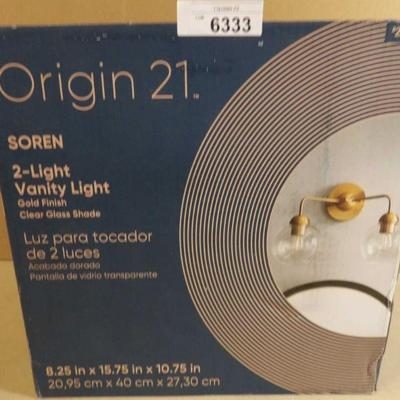 6333
Origin 21™
SOREN
2-Light
Vanity Light
Gold Finish
Clear Glass Shade
Luz para tocador
de 2 luces
Acabado dorado
Pantalla de vidrio transparente
8.25 in x 15.75 in x 10.75 in
20,95 cm x 40 cm x 27,30 cm